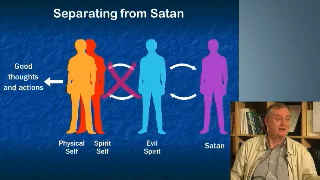 Separating from Satan
Good
thoughts
and actions
Physical
Self
Spirit
Self
Evil
Spirit
Satan